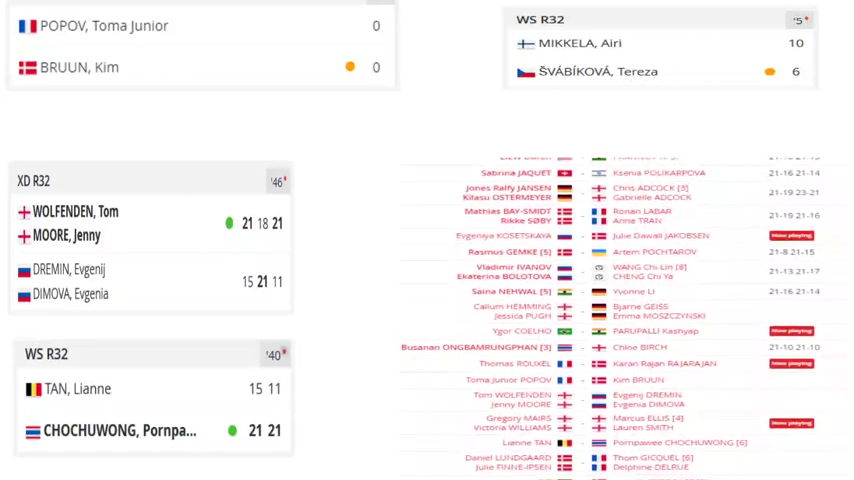 POPOV, Toma Junior 0
BRUUN, Kim 0
WS R32 '5
MIKKELA, Airi 10
ŠVÁBÍKOVÁ, Tereza 6
XD R32 '46
WOLFENDEN, Tom
MOORE, Jenny 21 18 21
DREMIN, Evgenij
DIMOVA, Evgenia 15 21 11
WS R32 '40
TAN, Lianne 15 11
CHOCHUWONG, Pornpa... 21 21
Sabrina JAQUET - Ksenia POLIKARPOVA 21-16 21-14
Jones Ralfy JANSEN - Chris ADCOCK [3]
Kilasu OSTERMEYER Gabrielle ADCOCK 21-19 23-21
Mathias BAY-SMIDT - Ronan LABAR
Rikke SØBY Anne TRAN 21-19 21-16
Evgeniya KOSETSKAYA - Julie Dawall JAKOBSEN Now playing
Rasmus GEMKE [5] - Artem POCHTAROV 21-8 21-15
Vladimir IVANOV - WANG Chi-Lin [8]
Ekaterina BOLOTOVA CHENG Chi Ya 21-13 21-17
Saina NEHWAL [5] - Yvonne LI 21-16 21-14
Callum HEMMING - Bjarne GEISS
Jessica PUGH Emma MOSZCZYNSKI
Ygor COELHO - PARUPALLI Kashyap Now playing
Busanan ONGBAMRUNGPHAN [3] - Chloe BIRCH 21-10 21-10
Thomas ROUXEL - Karan Rajan RAJARAJAN Now playing
Toma Junior POPOV - Kim BRUUN
Tom WOLFENDEN - Evgenij DREMIN
Jenny MOORE Evgenia DIMOVA
Gregory MAIRS - Marcus ELLIS [4]
Victoria WILLIAMS Lauren SMITH Now playing
Lianne TAN - Pornpawee CHOCHUWONG [6]
Daniel LUNDGAARD - Thom GICQUEL [6]
Julie FINNE-IPSEN Delphine DELRUE